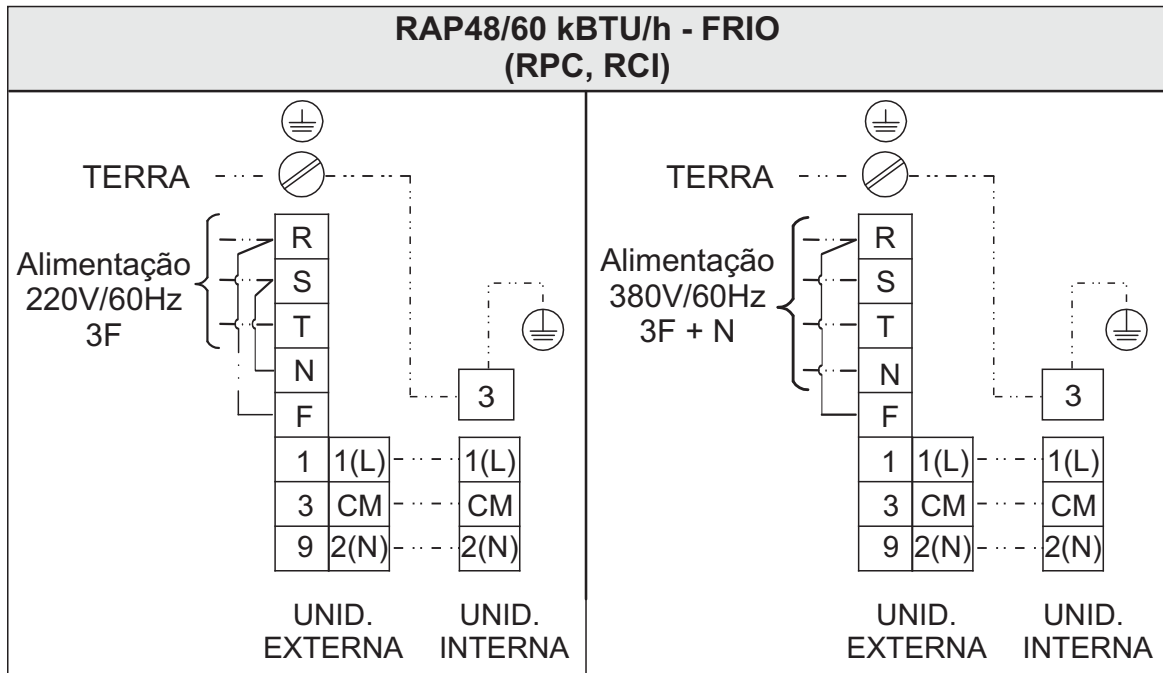 RAP48/60 kBTU/h - FRIO
(RPC, RCI)
TERRA
Alimentação
220V/60Hz
3F
R
S
T
N
F
1 1(L) 1(L)
3 CM CM
9 2(N) 2(N)
3
UNID.
EXTERNA
UNID.
INTERNA
TERRA
Alimentação
380V/60Hz
3F + N
R
S
T
N
F
1 1(L) 1(L)
3 CM CM
9 2(N) 2(N)
3
UNID.
EXTERNA
UNID.
INTERNA